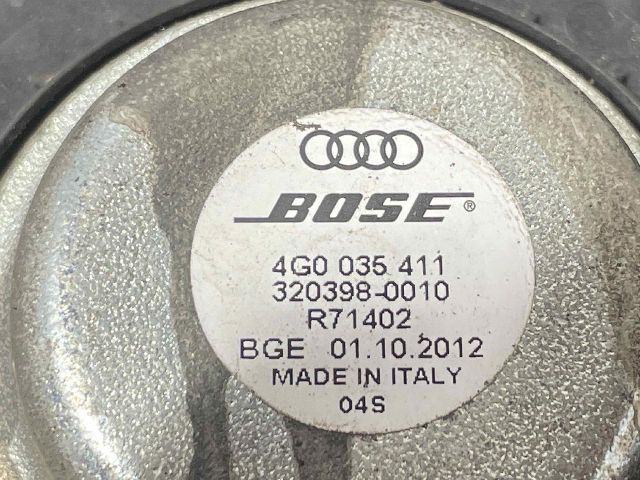 BOSE®
4G0 035 411
320398-0010
R71402
BGE 01.10.2012
MADE IN ITALY
04S